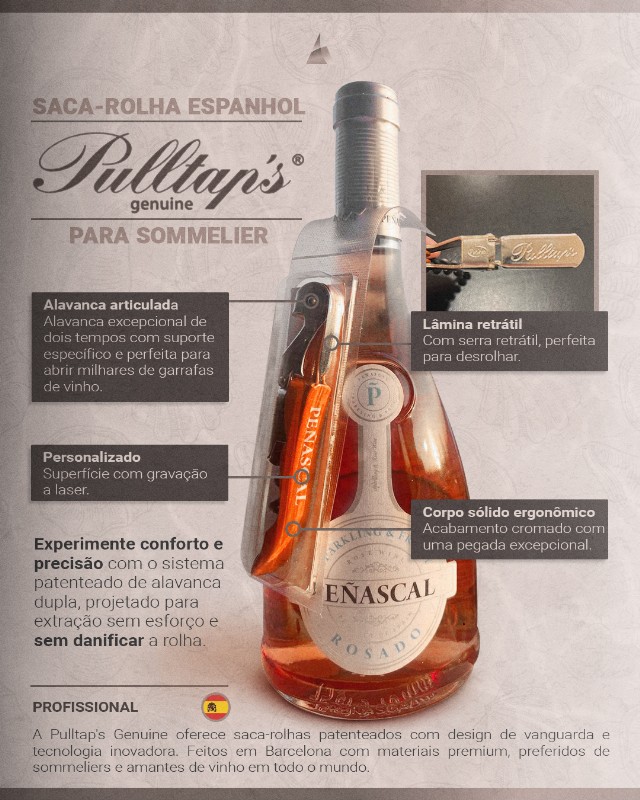 SACA-ROLHA ESPANHOL
Pulltap's®
genuine
PARA SOMMELIER
Pulltap's
Alavanca articulada
Alavanca excepcional de
dois tempos com suporte
específico e perfeita para
abrir milhares de garrafas
de vinho.
Lâmina retrátil
Com serra retrátil, perfeita
para desrolhar.
P
PEÑASCAL
Personalizado
Superfície com gravação
a laser.
Corpo sólido ergonômico
Acabamento cromado com
uma pegada excepcional.
Experimente conforto e
precisão com o sistema
patenteado de alavanca
dupla, projetado para
extração sem esforço e
sem danificar a rolha.
EÑASCAL
ROSADO
PROFISSIONAL
A Pulltap's Genuine oferece saca-rolhas patenteados com design de vanguarda e
tecnologia inovadora. Feitos em Barcelona com materiais premium, preferidos de
sommeliers e amantes de vinho em todo o mundo.